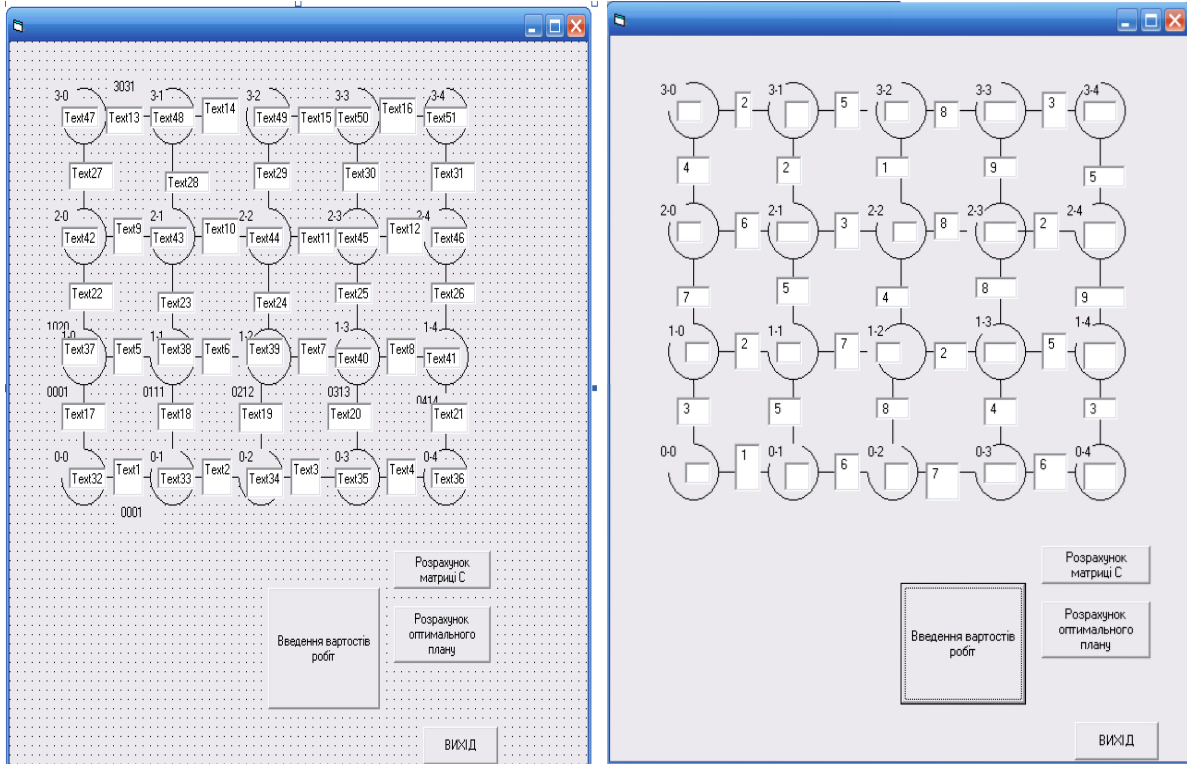 3031
3-0 3-1 3-2 3-3 3-4
Text47 Text13 Text48 Text14 Text49 Text15 Text50 Text16 Text51
Text27 Text28 Text29 Text30 Text31
2-0 2-1 2-2 2-3 2-4
Text42 Text9 Text43 Text10 Text44 Text11 Text45 Text12 Text46
Text22 Text23 Text24 Text25 Text26
1020
1-0 1-1 1-2 1-3 1-4
Text37 Text5 Text38 Text6 Text39 Text7 Text40 Text8 Text41
0001 0111 0212 0313 0414
Text17 Text18 Text19 Text20 Text21
0-0 0-1 0-2 0-3 0-4
Text32 Text1 Text33 Text2 Text34 Text3 Text35 Text4 Text36
0001
Розрахунок
матриці С
Розрахунок
оптимального
плану
Введення вартостів
робіт
ВИХІД
3-0 3-1 3-2 3-3 3-4
2 5 8 3
4 2 1 9 5
2-0 2-1 2-2 2-3 2-4
6 3 8 2
7 5 4 8 9
1-0 1-1 1-2 1-3 1-4
2 7 2 5
3 5 8 4 3
0-0 0-1 0-2 0-3 0-4
1 6 7 6
Розрахунок
матриці С
Розрахунок
оптимального
плану
Введення вартостів
робіт
ВИХІД